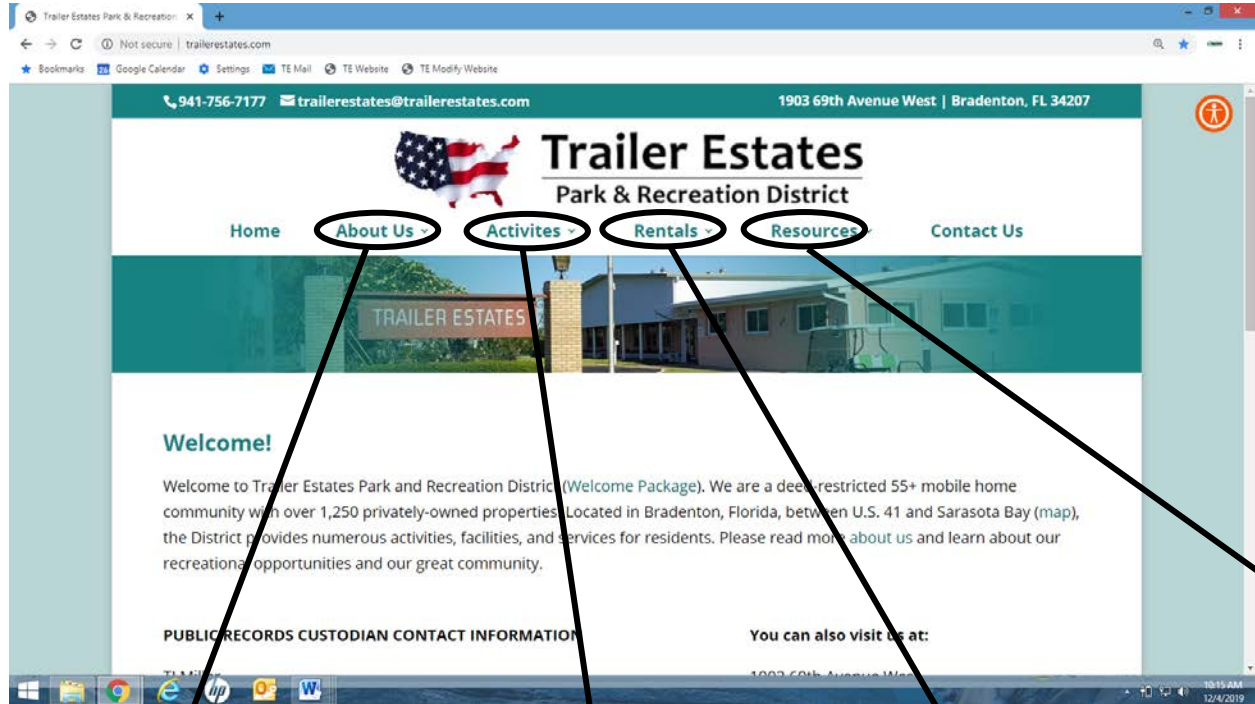 Trailer Estates Park & Recreation
Not secure | trailerestates.com
Bookmarks Google Calendar Settings TE Mail TE Website TE Modify Website
941-756-7177 trailerestates@trailerestates.com 1903 69th Avenue West | Bradenton, FL 34207
Trailer Estates
Park & Recreation District
Home About Us Activites Rentals Resources Contact Us
TRAILER ESTATES
Welcome!
Welcome to Trailer Estates Park and Recreation District (Welcome Package). We are a deed-restricted 55+ mobile home
community with over 1,250 privately-owned properties. Located in Bradenton, Florida, between U.S. 41 and Sarasota Bay (map),
the District provides numerous activities, facilities, and services for residents. Please read more about us and learn about our
recreational opportunities and our great community.
PUBLIC RECORDS CUSTODIAN CONTACT INFORMATION You can also visit us at:
1903 69th Avenue West
10:15 AM
12/4/2019